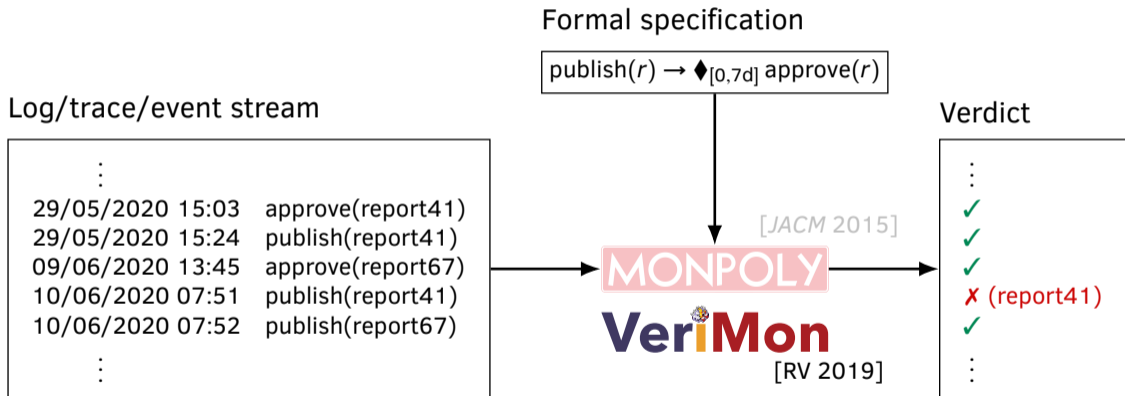 Formal specification
publish(r) → ♦[0,7d] approve(r)
Log/trace/event stream
⋮
29/05/2020 15:03 approve(report41)
29/05/2020 15:24 publish(report41)
09/06/2020 13:45 approve(report67)
10/06/2020 07:51 publish(report41)
10/06/2020 07:52 publish(report67)
⋮
[JACM 2015]
MONPOLY
VeriMon
[RV 2019]
Verdict
⋮
✓
✓
✓
✗ (report41)
✓
⋮